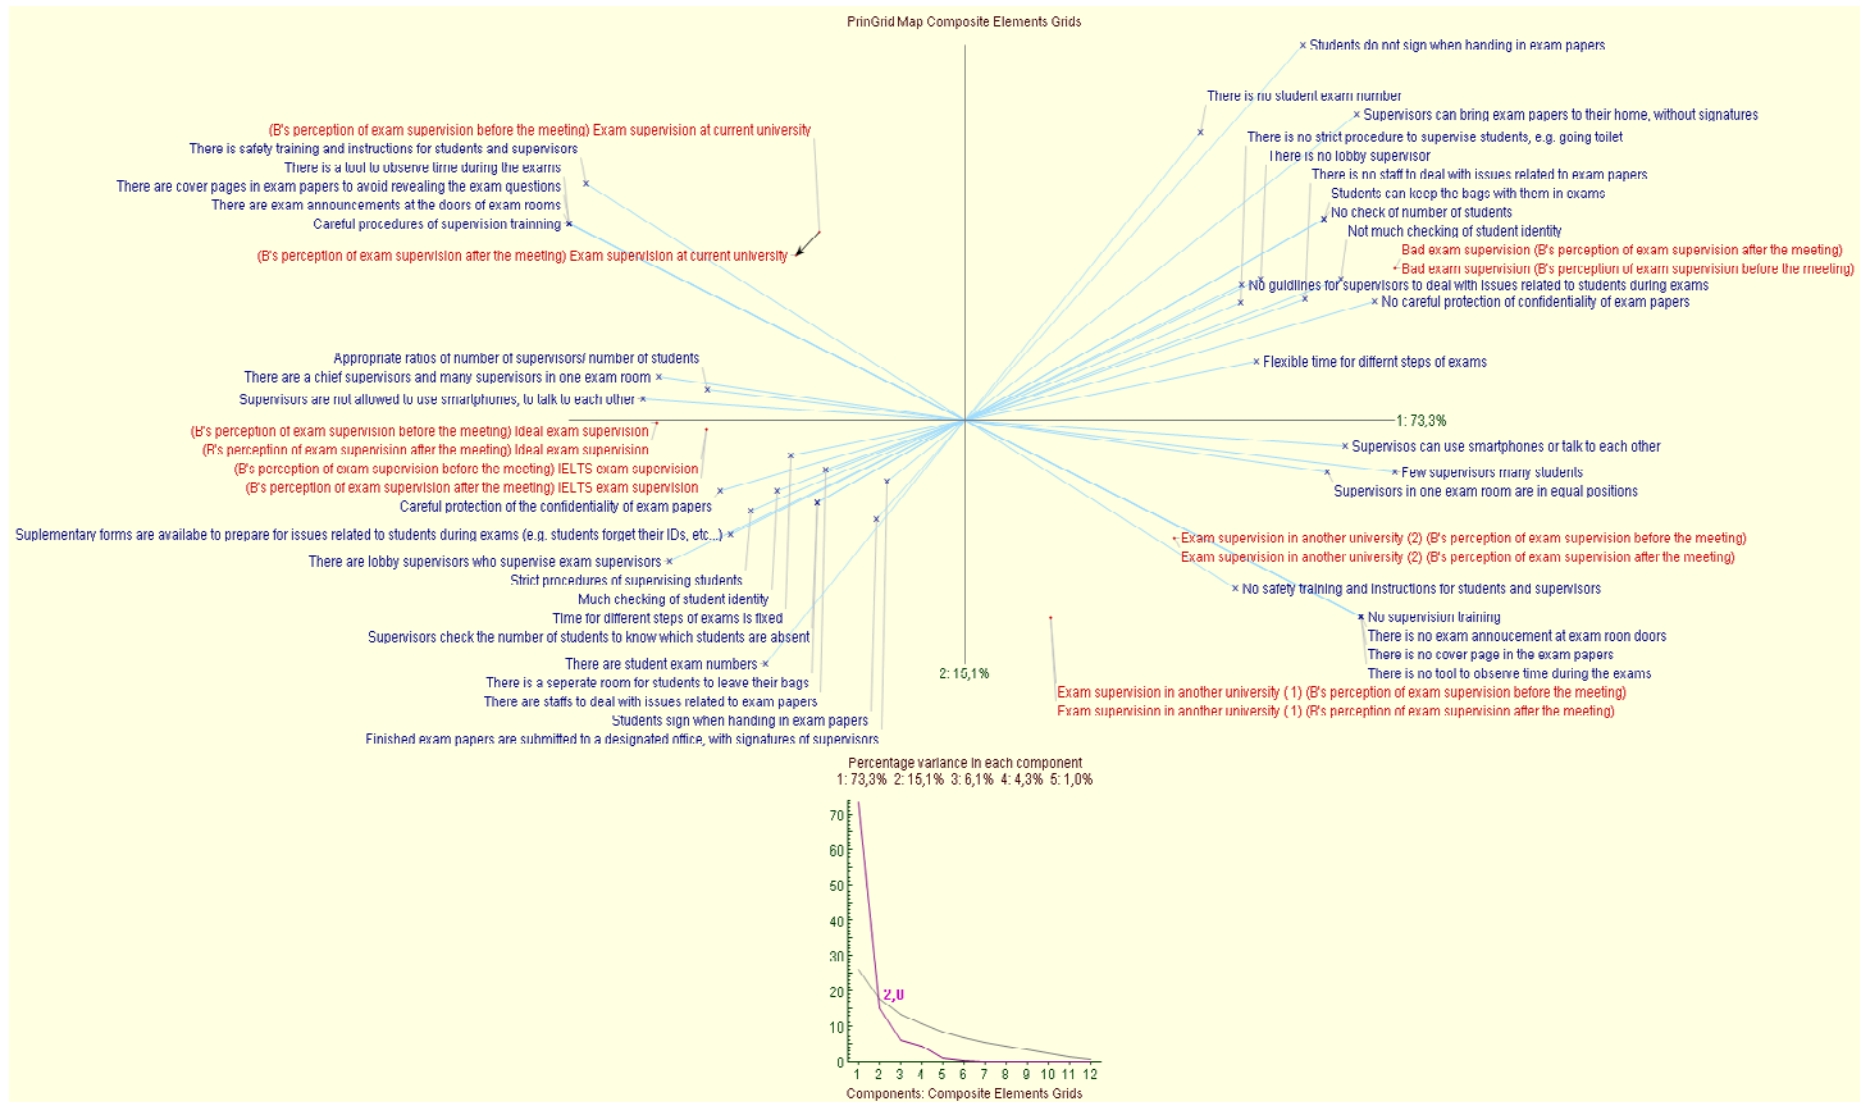 PrinGrid Map Composite Elements Grids
Students do not sign when handing in exam papers
There is no student exam number
Supervisors can bring exam papers to their home, without signatures
There is no strict procedure to supervise students, e.g. going toilet
There is no lobby supervisor
There is no staff to deal with issues related to exam papers
Students can keep the bags with them in exams
No check of number of students
Not much checking of student identity
Bad exam supervision (B's perception of exam supervision after the meeting)
Bad exam supervision (B's perception of exam supervision before the meeting)
No guidlines for supervisors to deal with issues related to students during exams
No careful protection of confidentiality of exam papers
Flexible time for differnt steps of exams
(B's perception of exam supervision before the meeting) Exam supervision at current university
There is safety training and instructions for students and supervisors
There is a tool to observe time during the exams
There are cover pages in exam papers to avoid revealing the exam questions
There are exam announcements at the doors of exam rooms
Careful procedures of supervision trainning
(B's perception of exam supervision after the meeting) Exam supervision at current university
Appropriate ratios of number of supervisors/ number of students
There are a chief supervisors and many supervisors in one exam room
Supervisors are not allowed to use smartphones, to talk to each other
1: 73,3%
(B's perception of exam supervision before the meeting) Ideal exam supervision
(B's perception of exam supervision after the meeting) Ideal exam supervision
(B's perception of exam supervision before the meeting) IELTS exam supervision
(B's perception of exam supervision after the meeting) IELTS exam supervision
Careful protection of the confidentiality of exam papers
Suplementary forms are availabe to prepare for issues related to students during exams (e.g. students forget their IDs, etc...)
There are lobby supervisors who supervise exam supervisors
Strict procedures of supervising students
Much checking of student identity
Time for different steps of exams is fixed
Supervisors check the number of students to know which students are absent
There are student exam numbers
There is a seperate room for students to leave their bags
There are staffs to deal with issues related to exam papers
Students sign when handing in exam papers
Finished exam papers are submitted to a designated office, with signatures of supervisors
2: 15,1%
Supervisos can use smartphones or talk to each other
Few supervisors many students
Supervisors in one exam room are in equal positions
Exam supervision in another university (2) (B's perception of exam supervision before the meeting)
Exam supervision in another university (2) (B's perception of exam supervision after the meeting)
No safety training and instructions for students and supervisors
No supervision training
There is no exam annoucement at exam roon doors
There is no cover page in the exam papers
There is no tool to observe time during the exams
Exam supervision in another university (1) (B's perception of exam supervision before the meeting)
Exam supervision in another university (1) (B's perception of exam supervision after the meeting)
Percentage variance in each component
1: 73,3% 2: 15,1% 3: 6,1% 4: 4,3% 5: 1,0%
70
60
50
40
30
20
10
0
2,0
1 2 3 4 5 6 7 8 9 10 11 12
Components: Composite Elements Grids